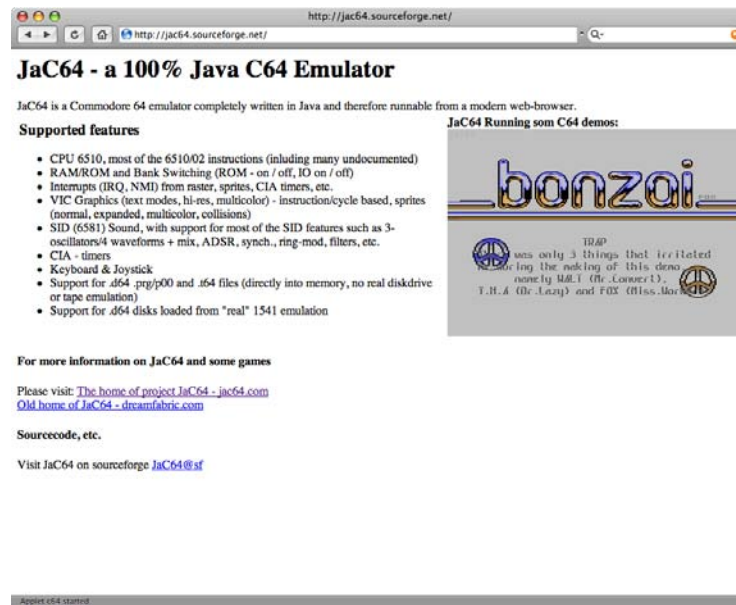 http://jac64.sourceforge.net/
http://jac64.sourceforge.net/
Q-
JaC64 - a 100% Java C64 Emulator
JaC64 is a Commodore 64 emulator completely written in Java and therefore runnable from a modern web-browser.
Supported features
• CPU 6510, most of the 6510/02 instructions (inluding many undocumented)
• RAM/ROM and Bank Switching (ROM - on / off, IO on / off)
• Interrupts (IRQ, NMI) from raster, sprites, CIA timers, etc.
• VIC Graphics (text modes, hi-res, multicolor) - instruction/cycle based, sprites
(normal, expanded, multicolor, collisions)
• SID (6581) Sound, with support for most of the SID features such as 3-
oscillators/4 waveforms + mix, ADSR, synch., ring-mod, filters, etc.
• CIA - timers
• Keyboard & Joystick
• Support for .d64 .prg/p00 and .t64 files (directly into memory, no real diskdrive
or tape emulation)
• Support for .d64 disks loaded from "real" 1541 emulation
JaC64 Running som C64 demos:
bonzai
TRAP
was only 3 things that irritated
ring the making of this demo
namely WALT (Mr.Convert),
T.M.A (Dr.Lazy) and FOX (Miss.
For more information on JaC64 and some games
Please visit: The home of project JaC64 - jac64.com
Old home of JaC64 - dreamfabric.com
Sourcecode, etc.
Visit JaC64 on sourceforge JaC64@sf
Applet c64 started